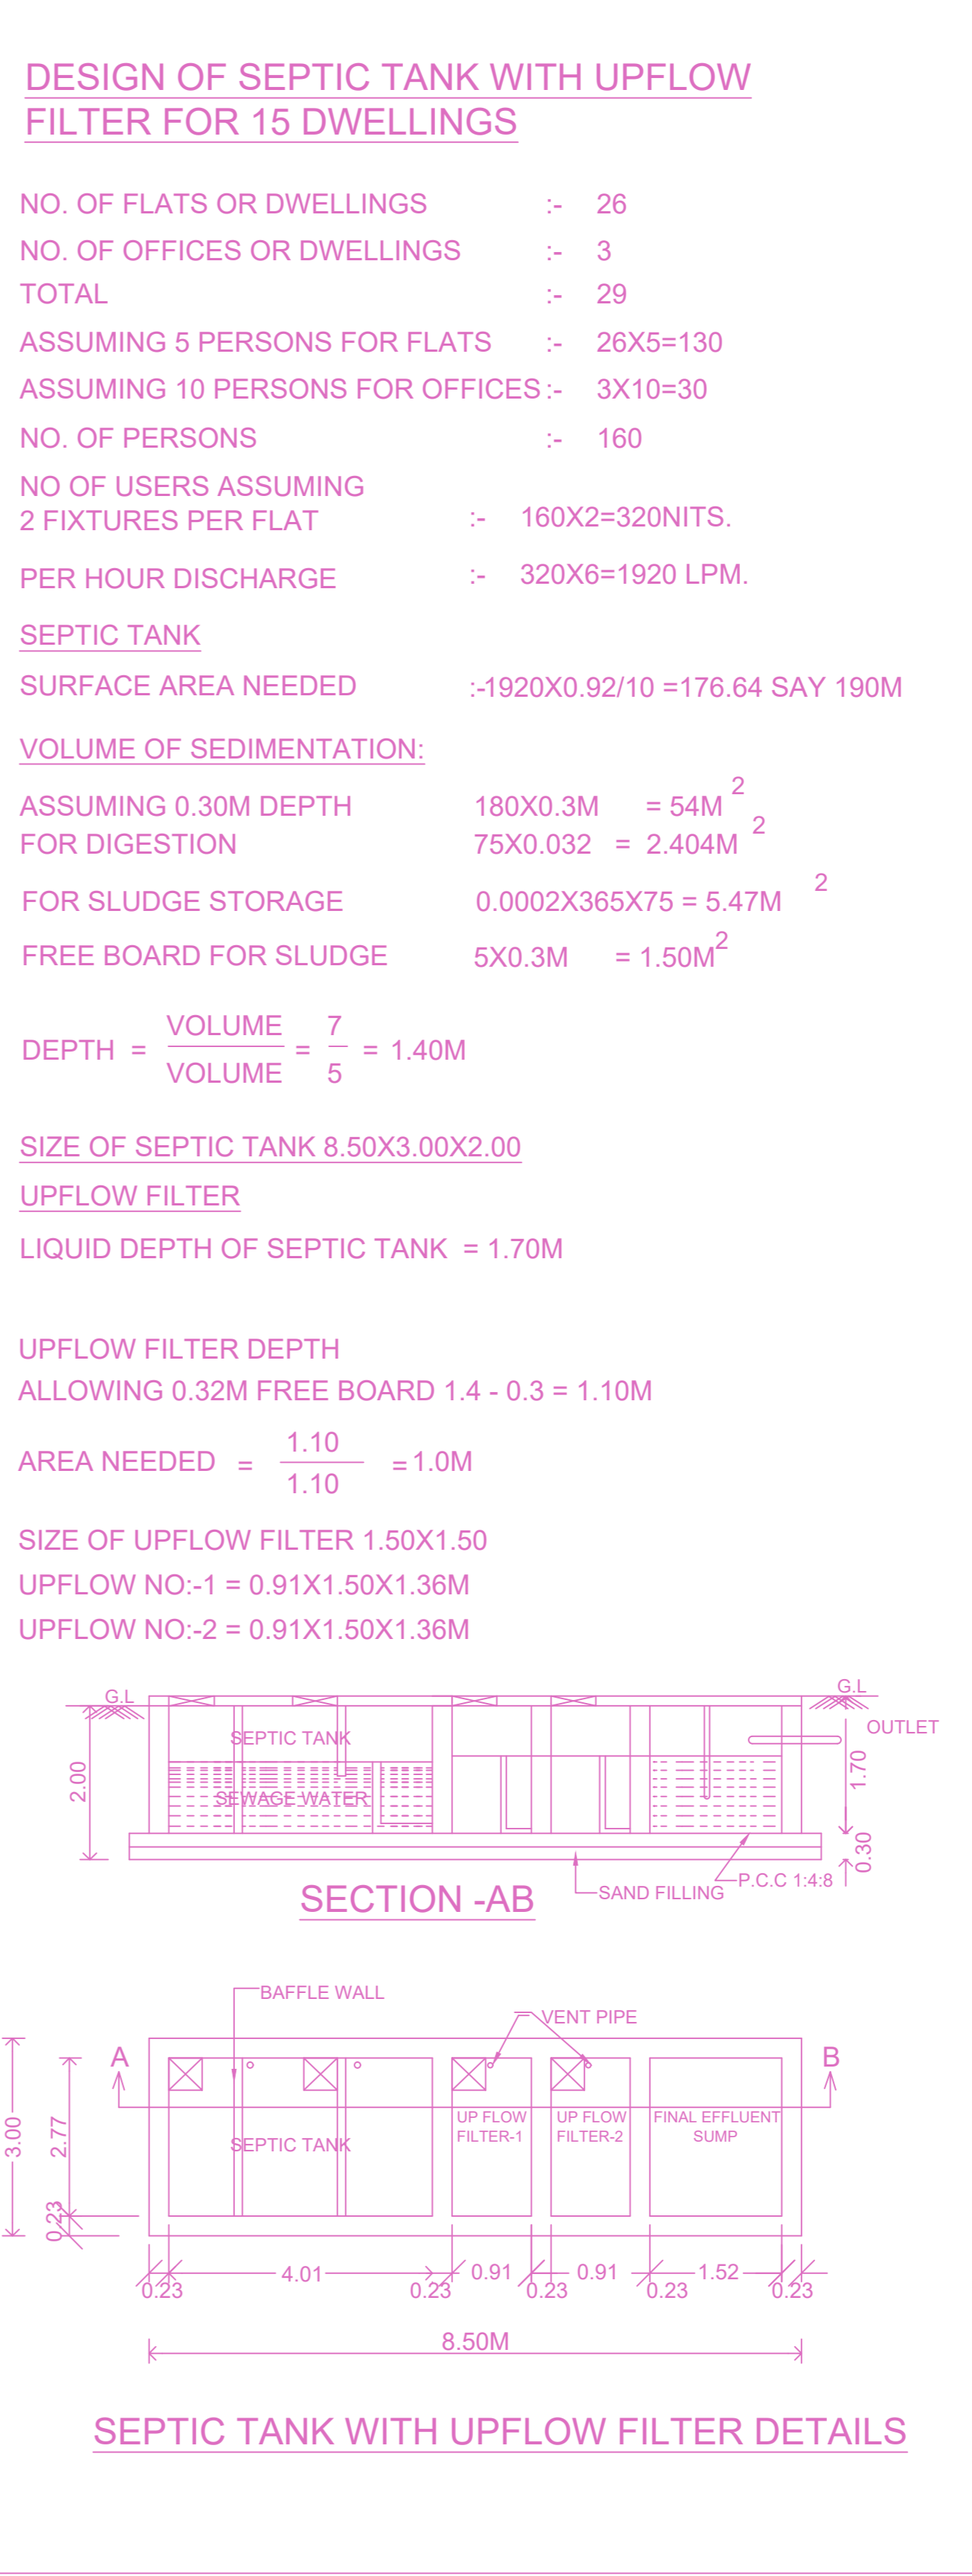 DESIGN OF SEPTIC TANK WITH UPFLOW
FILTER FOR 15 DWELLINGS
NO. OF FLATS OR DWELLINGS :- 26
NO. OF OFFICES OR DWELLINGS :- 3
TOTAL :- 29
ASSUMING 5 PERSONS FOR FLATS :- 26X5=130
ASSUMING 10 PERSONS FOR OFFICES :- 3X10=30
NO. OF PERSONS :- 160
NO OF USERS ASSUMING
2 FIXTURES PER FLAT :- 160X2=320NITS.
PER HOUR DISCHARGE :- 320X6=1920 LPM.
SEPTIC TANK
SURFACE AREA NEEDED :-1920X0.92/10 =176.64 SAY 190M
VOLUME OF SEDIMENTATION:
ASSUMING 0.30M DEPTH 180X0.3M = 54M 2
FOR DIGESTION 75X0.032 = 2.404M 2
FOR SLUDGE STORAGE 0.0002X365X75 = 5.47M 2
FREE BOARD FOR SLUDGE 5X0.3M = 1.50M2
VOLUME 7
DEPTH = = = 1.40M
VOLUME 5
SIZE OF SEPTIC TANK 8.50X3.00X2.00
UPFLOW FILTER
LIQUID DEPTH OF SEPTIC TANK = 1.70M
UPFLOW FILTER DEPTH
ALLOWING 0.32M FREE BOARD 1.4 - 0.3 = 1.10M
1.10
AREA NEEDED = = 1.0M
1.10
SIZE OF UPFLOW FILTER 1.50X1.50
UPFLOW NO:-1 = 0.91X1.50X1.36M
UPFLOW NO:-2 = 0.91X1.50X1.36M
G.L
G.L
OUTLET
SEPTIC TANK
2.00
1.70
SEWAGE WATER
0.30
P.C.C 1:4:8
SAND FILLING
SECTION -AB
BAFFLE WALL
VENT PIPE
A
B
3.00
2.77
UP FLOW
FILTER-1
UP FLOW
FILTER-2
FINAL EFFLUENT
SUMP
SEPTIC TANK
0.23
4.01
0.91
0.91
1.52
0.23
0.23
0.23
0.23
0.23
8.50M
SEPTIC TANK WITH UPFLOW FILTER DETAILS